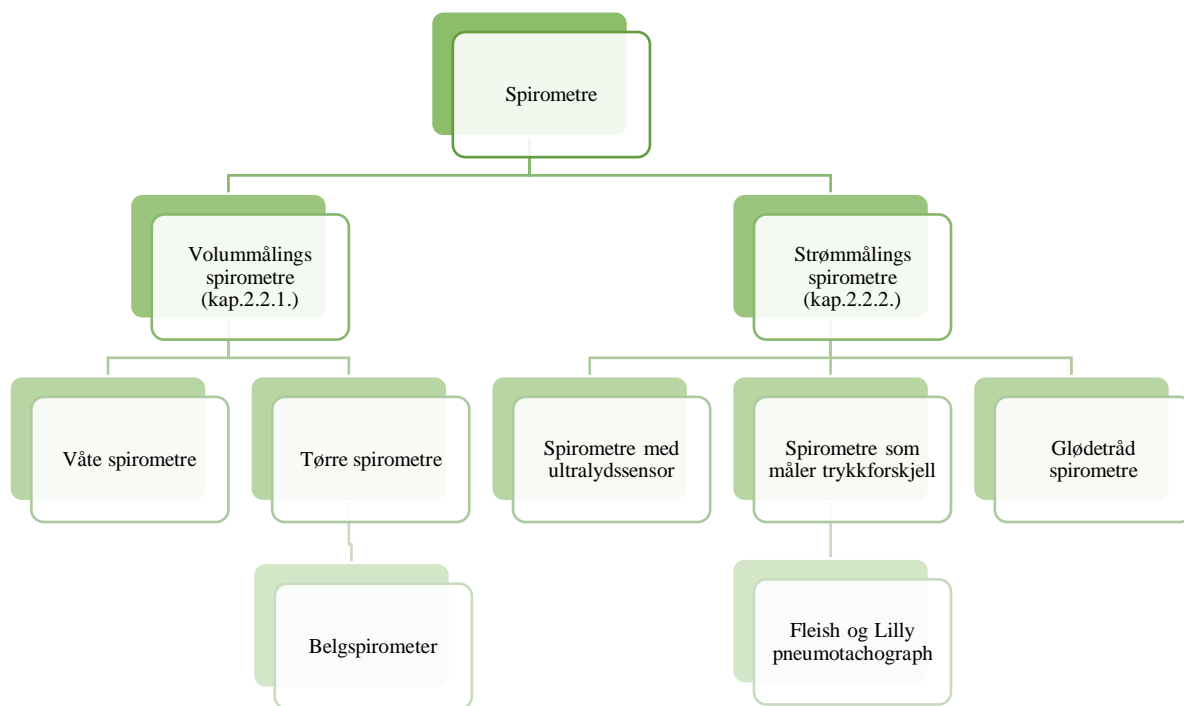 Spirometre
Volummålings
spirometre
(kap.2.2.1.)
Strømmålings
spirometre
(kap.2.2.2.)
Våte spirometre
Tørre spirometre
Spirometre med
ultralydssensor
Spirometre som
måler trykkforskjell
Glødetråd
spirometre
Belgspirometer
Fleish og Lilly
pneumotachograph